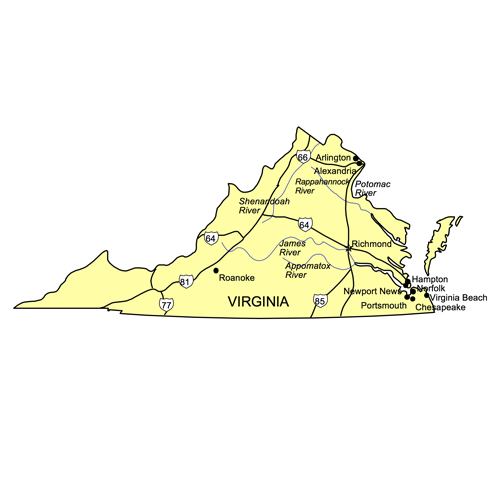 66
Arlington
Alexandria
Rappahannock
River
Potomac
River
Shenandoah
River
64
64
James
River
Richmond
Appomatox
River
Roanoke
81
77
VIRGINIA
85
Hampton
Newport News
Norfolk
Virginia Beach
Portsmouth
Chesapeake